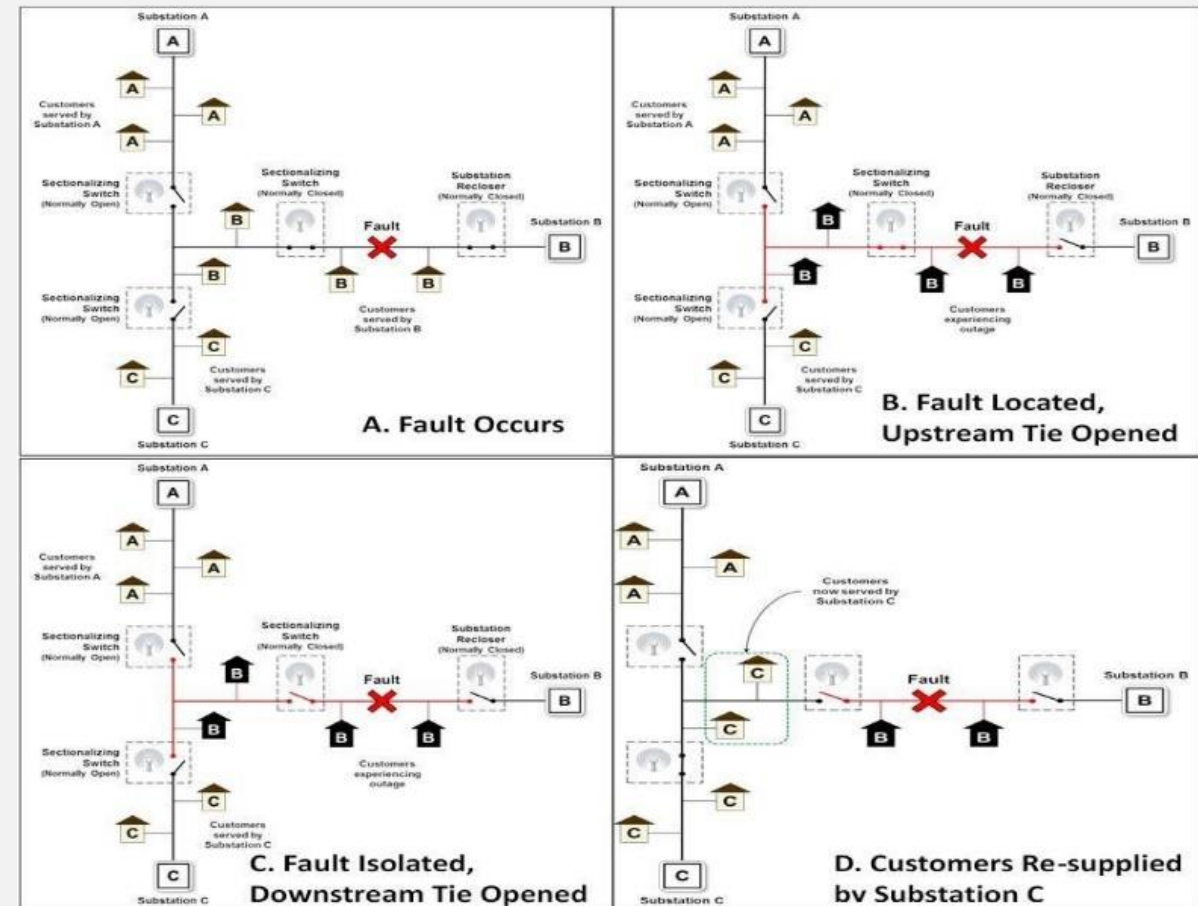 Substation A
A
A
Customers
served by
Substation A
A
A
Sectionalizing
Switch
(Normally Open)
Sectionalizing
Switch
(Normally Closed)
Substation
Recloser
(Normally Closed)
B
Fault
Substation B
B
B
B
B
Sectionalizing
Switch
(Normally Open)
Customers
served by
Substation B
C
C
Customers
served by
Substation C
C
Substation C
A. Fault Occurs
Substation A
A
A
Customers
served by
Substation A
A
A
Sectionalizing
Switch
(Normally Open)
Sectionalizing
Switch
(Normally Closed)
Substation
Recloser
(Normally Closed)
B
Fault
Substation B
B
B
B
B
Sectionalizing
Switch
(Normally Open)
Customers
experiencing
outage
C
C
Customers
served by
Substation C
C
Substation C
B. Fault Located,
Upstream Tie Opened
Substation A
A
A
Customers
served by
Substation A
A
A
Sectionalizing
Switch
(Normally Open)
Sectionalizing
Switch
(Normally Closed)
Substation
Recloser
(Normally Closed)
B
Fault
Substation B
B
B
B
B
Sectionalizing
Switch
(Normally Open)
Customers
experiencing
outage
C
C
Customers
served by
Substation C
C
Substation C
C. Fault Isolated,
Downstream Tie Opened
Substation A
A
A
A
A
Customers
now served by
Substation C
C
Fault
Substation B
B
C
B
B
C
C
C
Substation C
D. Customers Re-supplied
by Substation C